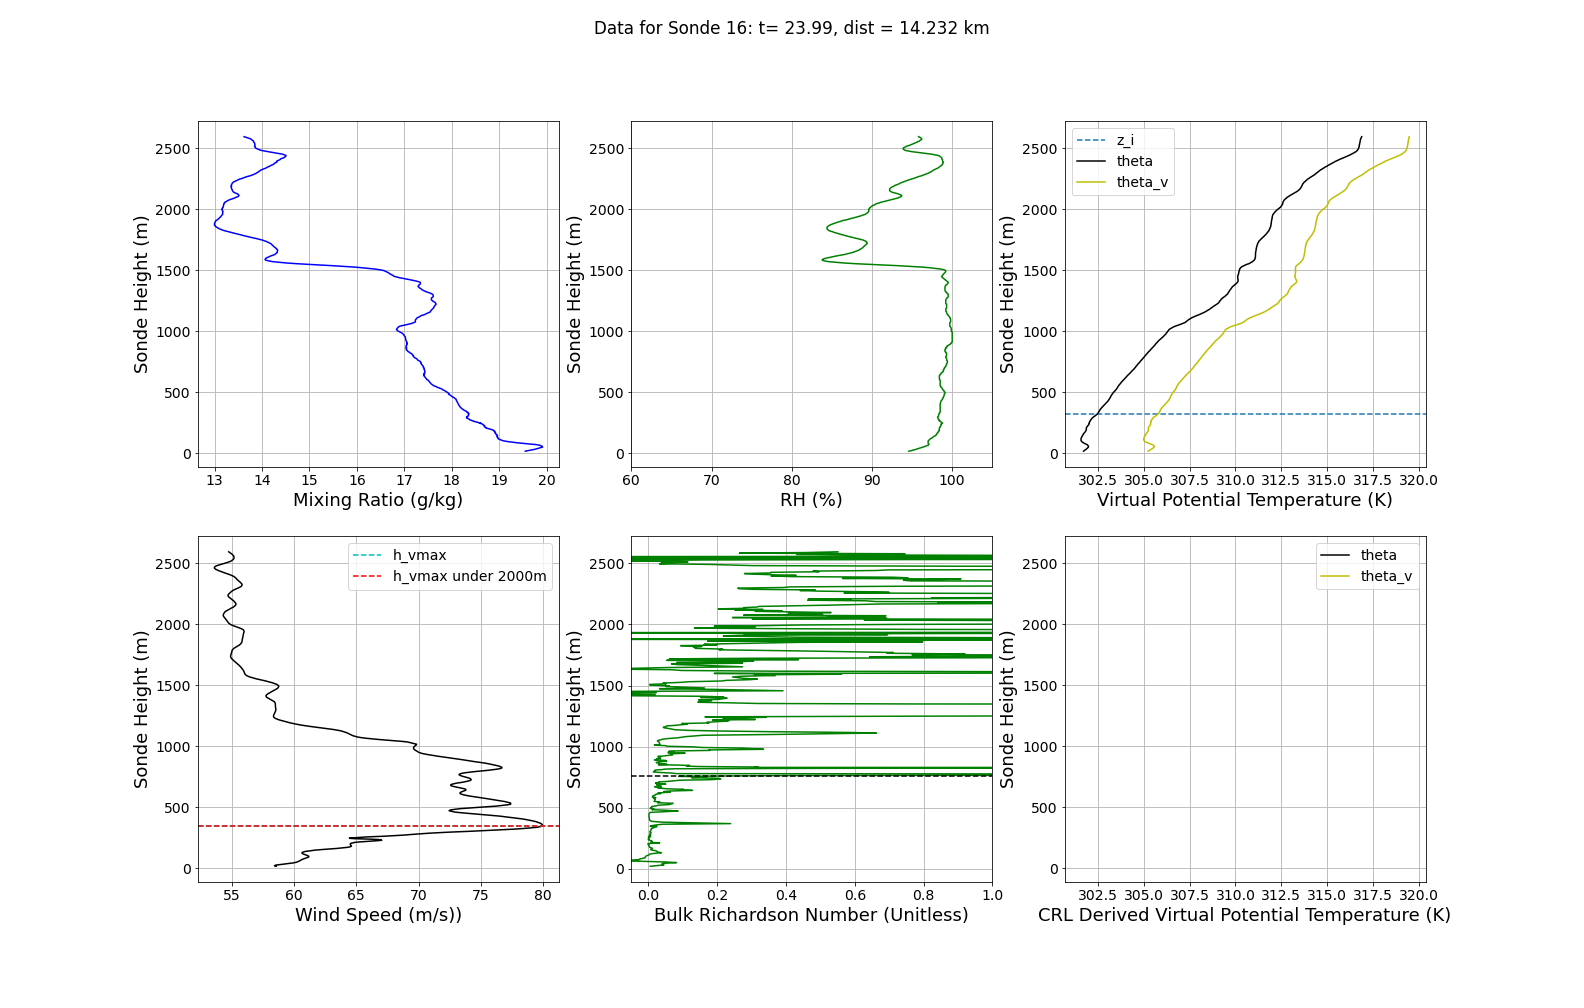 Data for Sonde 16: t= 23.99, dist = 14.232 km
Sonde Height (m)
2500
2000
1500
1000
500
0
13 14 15 16 17 18 19 20
Mixing Ratio (g/kg)
Sonde Height (m)
2500
2000
1500
1000
500
0
60 70 80 90 100
RH (%)
Sonde Height (m)
2500
2000
1500
1000
500
0
z_i
theta
theta_v
302.5 305.0 307.5 310.0 312.5 315.0 317.5 320.0
Virtual Potential Temperature (K)
Sonde Height (m)
2500
2000
1500
1000
500
0
h_vmax
h_vmax under 2000m
55 60 65 70 75 80
Wind Speed (m/s))
Sonde Height (m)
2500
2000
1500
1000
500
0
0.0 0.2 0.4 0.6 0.8 1.0
Bulk Richardson Number (Unitless)
Sonde Height (m)
2500
2000
1500
1000
500
0
theta
theta_v
302.5 305.0 307.5 310.0 312.5 315.0 317.5 320.0
CRL Derived Virtual Potential Temperature (K)